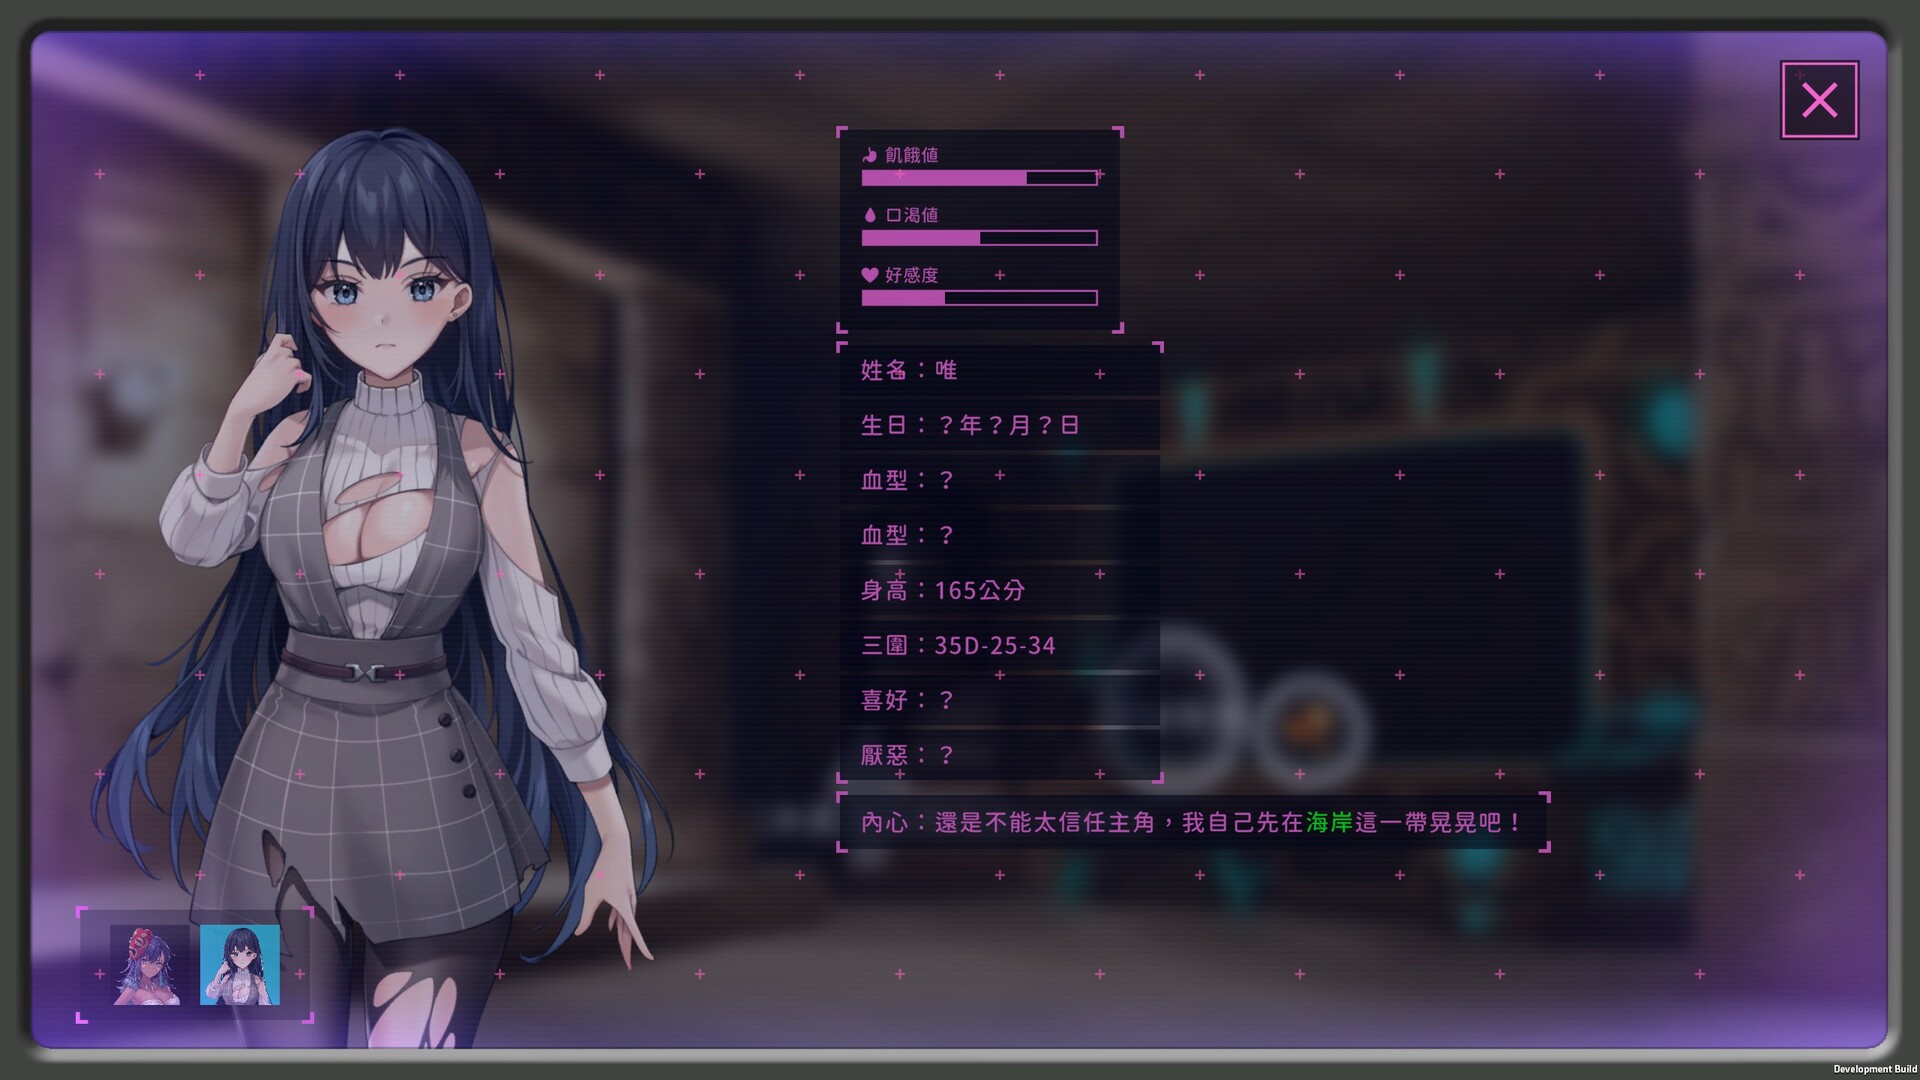 飢餓値
口渴値
好感度
姓名：唯
生日：？年？月？日
血型：？
血型：？
身高：165公分
三圍：35D-25-34
喜好：？
厭惡：？
內心：還是不能太信任主角，我自己先在海岸這一帶晃晃吧！
Development Build